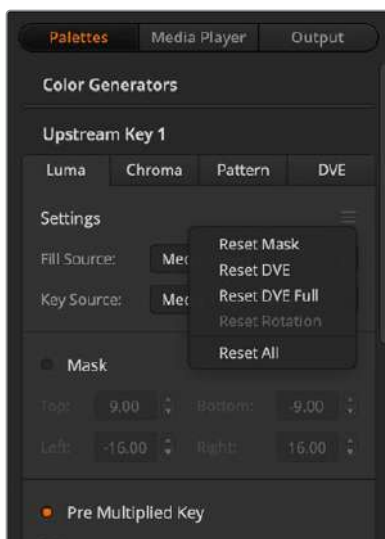 Palettes Media Player Output
Color Generators
Upstream Key 1
Luma Chroma Pattern DVE
Settings
Reset Mask
Fill Source: Med
Reset DVE
Reset DVE Full
Key Source: Med
Reset Rotation
Reset All
Mask
Top: 9.00 Bottom: -9.00
Left: -16.00 Right: 16.00
Pre Multiplied Key